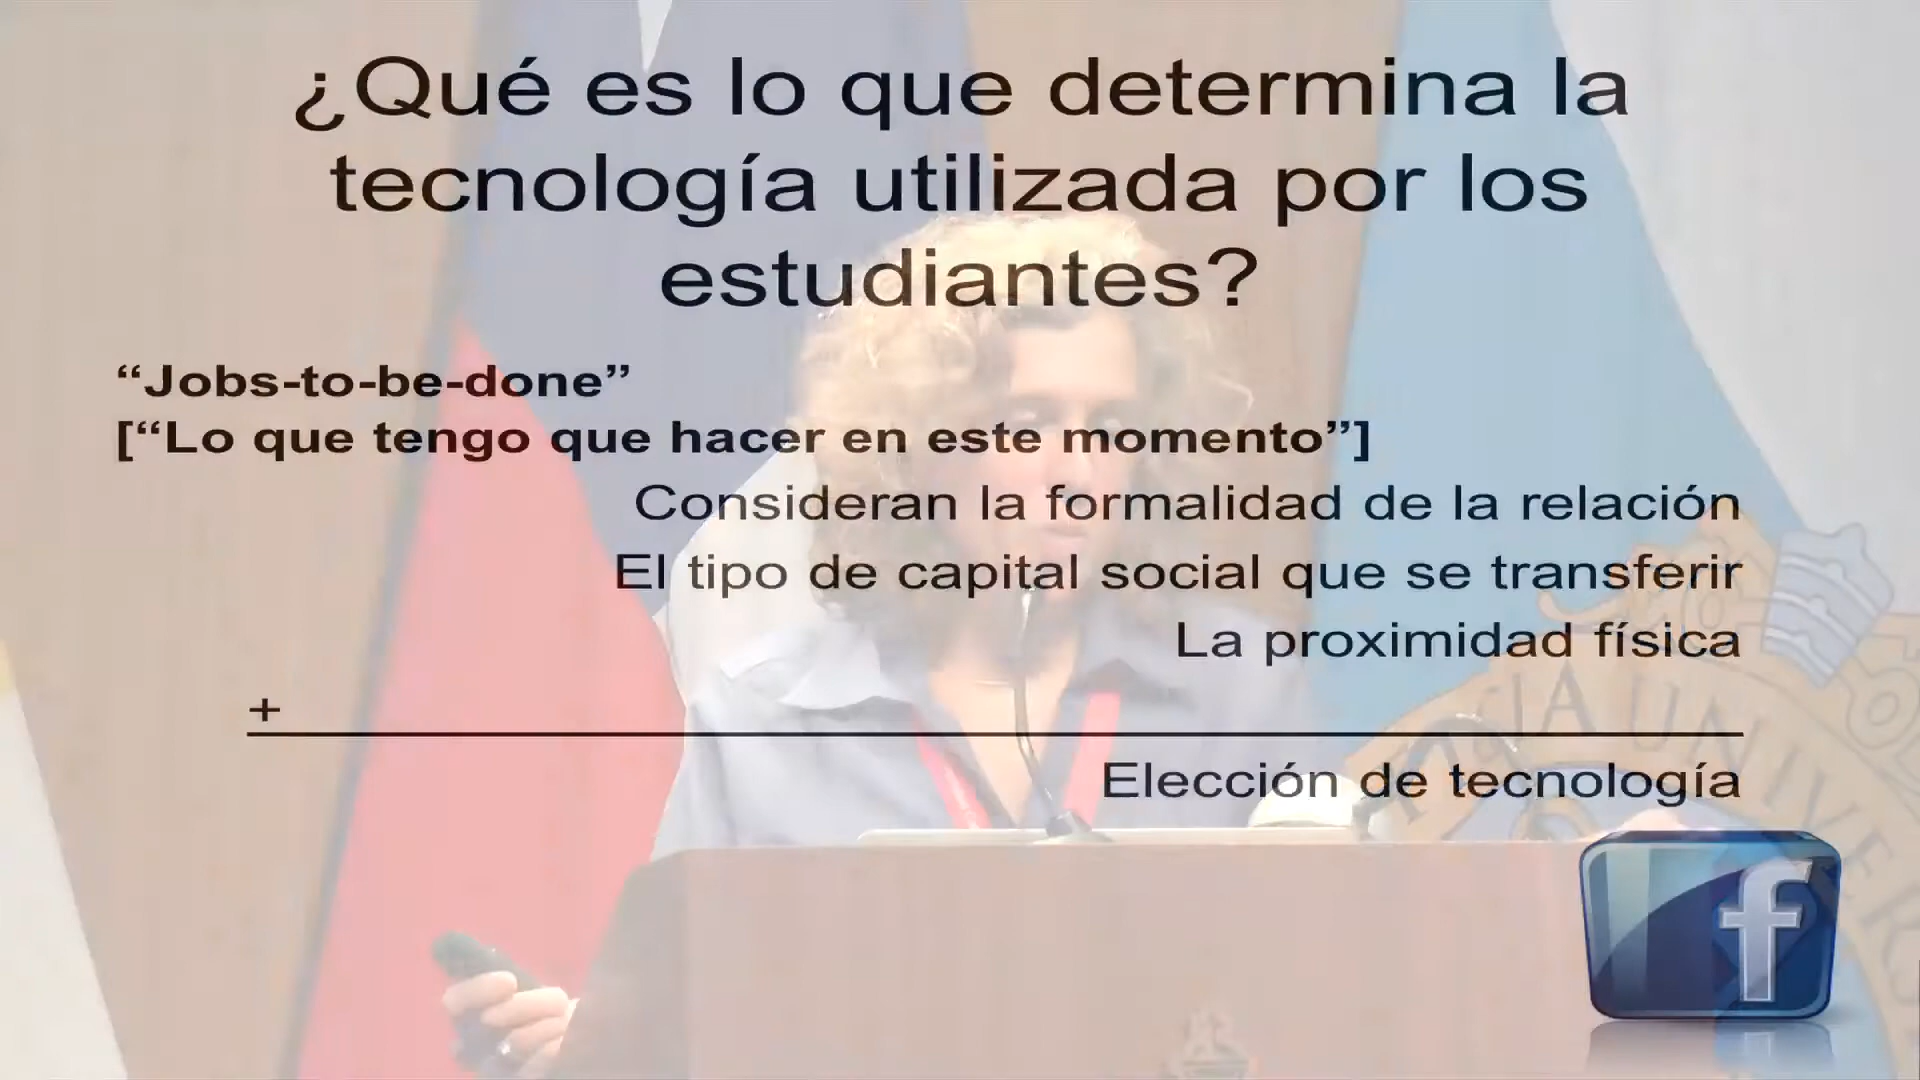 ¿Qué es lo que determina la
tecnología utilizada por los
estudiantes?
“Jobs-to-be-done”
[“Lo que tengo que hacer en este momento”]
Consideran la formalidad de la relación
El tipo de capital social que se transferir
La proximidad física
+
Elección de tecnología
f